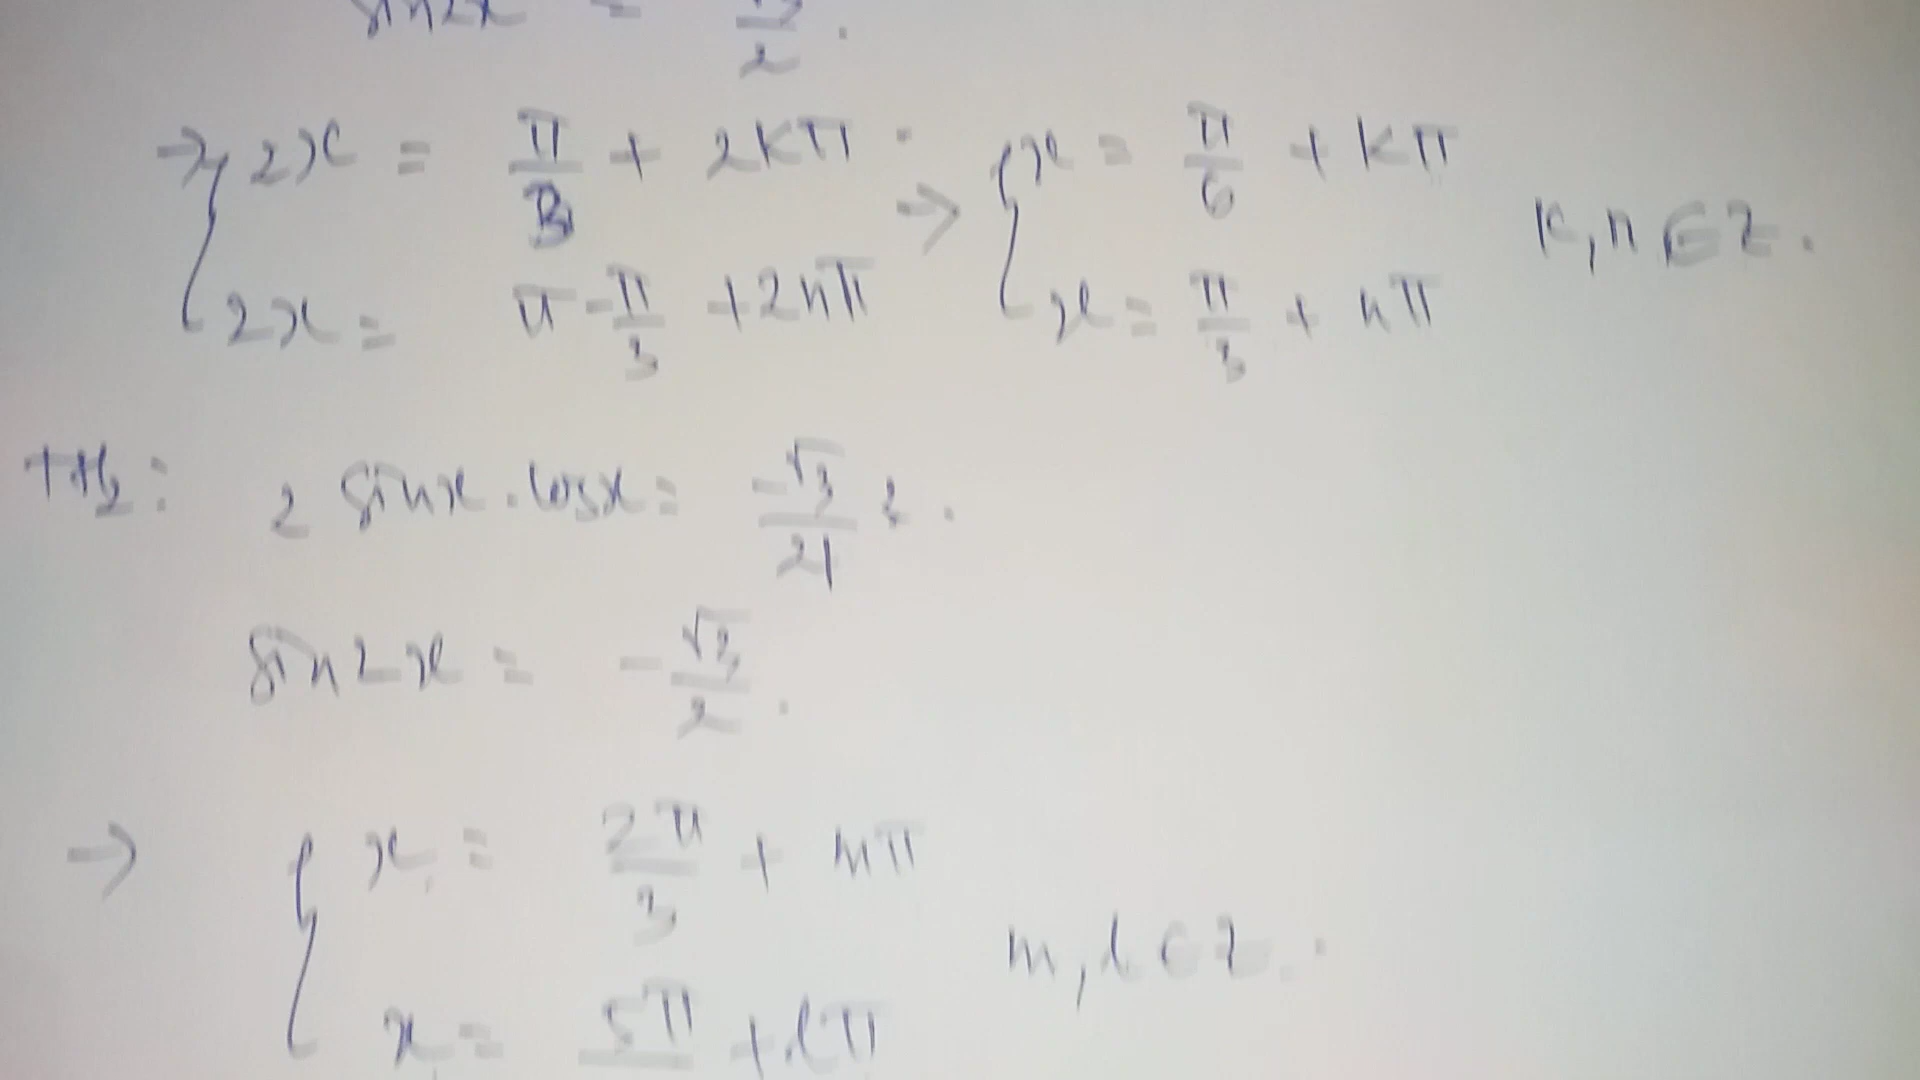 sin2x = √3/2.
→ { 2x = π/3 + 2kπ. → { x = π/6 + kπ
k, n ∈ Z.
2x = π - π/3 + 2nπ x = π/3 + nπ
TH2: 2 sinx.cosx = -√3/4 2.
sin2x = -√3/2.
→ { x = 2π/3 + mπ
m, l ∈ Z.
x = 5π + lπ